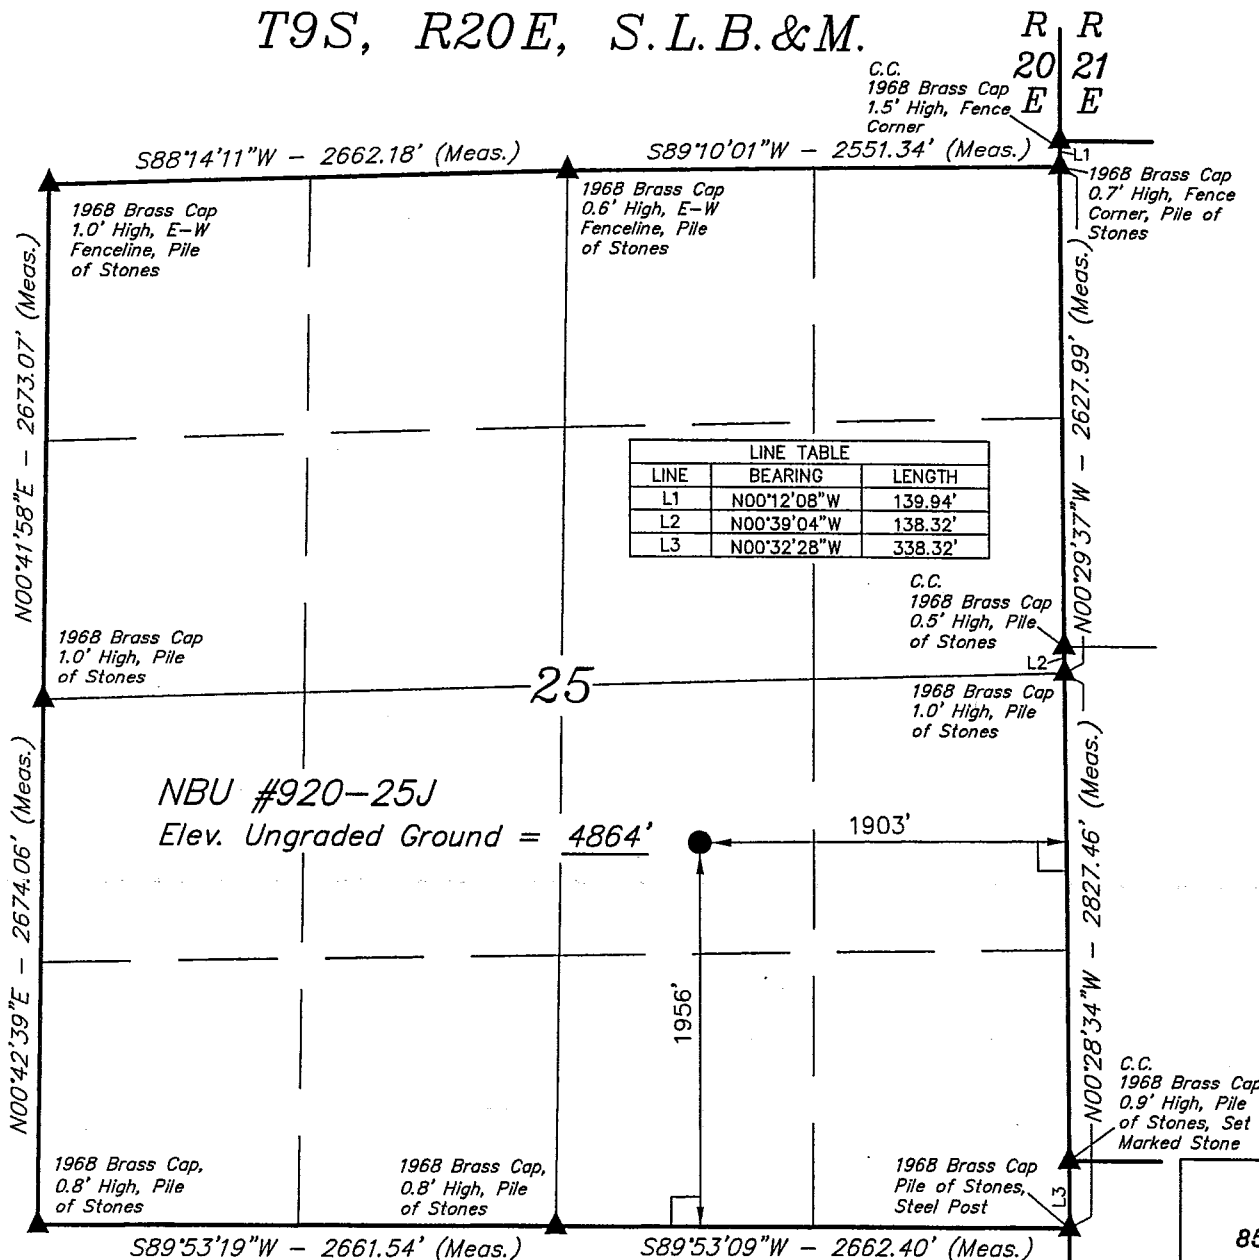 T9S, R20E, S.L.B.&M.
R R
20 21
E E
C.C.
1968 Brass Cap
1.5' High, Fence
Corner
S88°14'11"W - 2662.18' (Meas.)
S89°10'01"W - 2551.34' (Meas.)
L1
1968 Brass Cap
1.0' High, E-W
Fenceline, Pile
of Stones
1968 Brass Cap
0.6' High, E-W
Fenceline, Pile
of Stones
1968 Brass Cap
0.7' High, Fence
Corner, Pile of
Stones
N00°41'58"E - 2673.07' (Meas.)
N00°29'37"W - 2627.99' (Meas.)
LINE TABLE
LINE BEARING LENGTH
L1 N00°12'08"W 139.94'
L2 N00°39'04"W 138.32'
L3 N00°32'28"W 338.32'
C.C.
1968 Brass Cap
0.5' High, Pile
of Stones
1968 Brass Cap
1.0' High, Pile
of Stones
L2
25
1968 Brass Cap
1.0' High, Pile
of Stones
NBU #920-25J
Elev. Ungraded Ground = 4864'
1903'
1956'
N00°42'39"E - 2674.06' (Meas.)
N00°28'34"W - 2827.46' (Meas.)
C.C.
1968 Brass Cap
0.9' High, Pile
of Stones, Set
Marked Stone
1968 Brass Cap,
0.8' High, Pile
of Stones
1968 Brass Cap,
0.8' High, Pile
of Stones
1968 Brass Cap
Pile of Stones,
Steel Post
L3
S89°53'19"W - 2661.54' (Meas.)
S89°53'09"W - 2662.40' (Meas.)